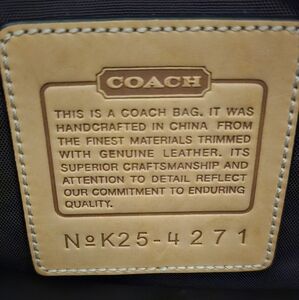 COACH
THIS IS A COACH BAG. IT WAS
HANDCRAFTED IN CHINA FROM
THE FINEST MATERIALS TRIMMED
WITH GENUINE LEATHER. ITS
SUPERIOR CRAFTSMANSHIP AND
ATTENTION TO DETAIL REFLECT
OUR COMMITMENT TO ENDURING
QUALITY.
NoK25-4271